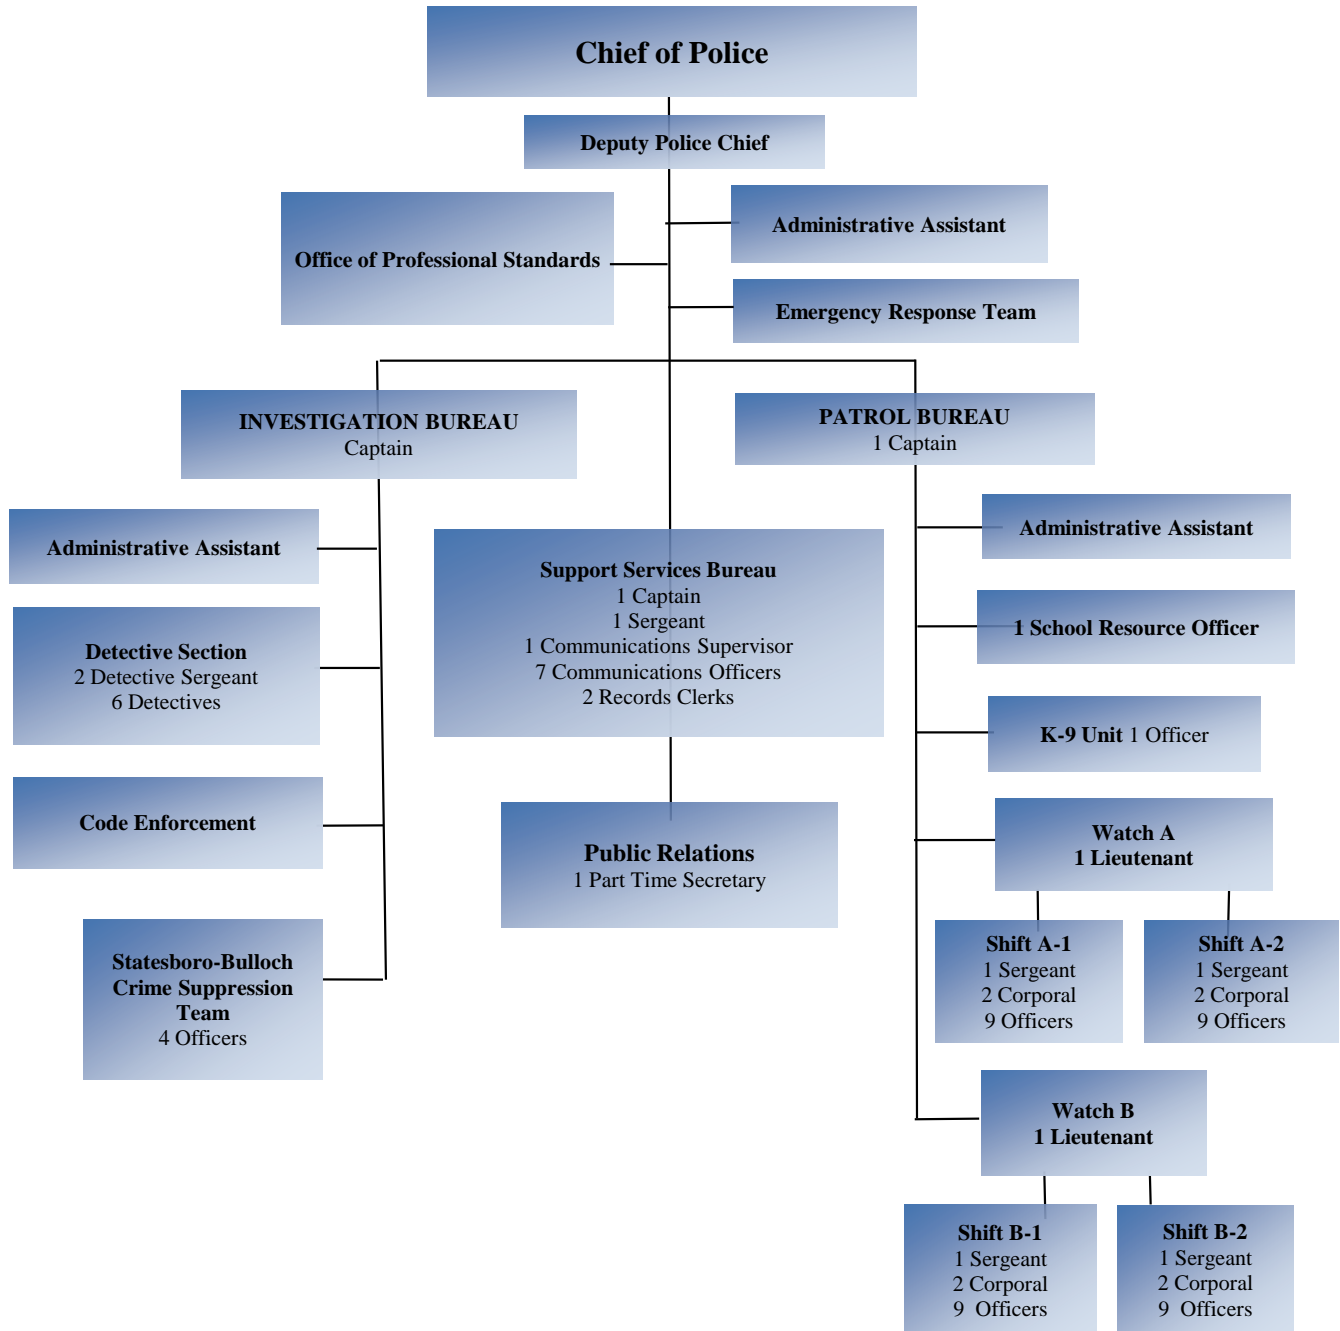 Chief of Police
Deputy Police Chief
Administrative Assistant
Office of Professional Standards
Emergency Response Team
INVESTIGATION BUREAU
Captain
PATROL BUREAU
1 Captain
Administrative Assistant
Detective Section
2 Detective Sergeant
6 Detectives
Code Enforcement
Statesboro-Bulloch
Crime Suppression
Team
4 Officers
Support Services Bureau
1 Captain
1 Sergeant
1 Communications Supervisor
7 Communications Officers
2 Records Clerks
Public Relations
1 Part Time Secretary
Administrative Assistant
1 School Resource Officer
K-9 Unit 1 Officer
Watch A
1 Lieutenant
Shift A-1
1 Sergeant
2 Corporal
9 Officers
Shift A-2
1 Sergeant
2 Corporal
9 Officers
Watch B
1 Lieutenant
Shift B-1
1 Sergeant
2 Corporal
9 Officers
Shift B-2
1 Sergeant
2 Corporal
9 Officers